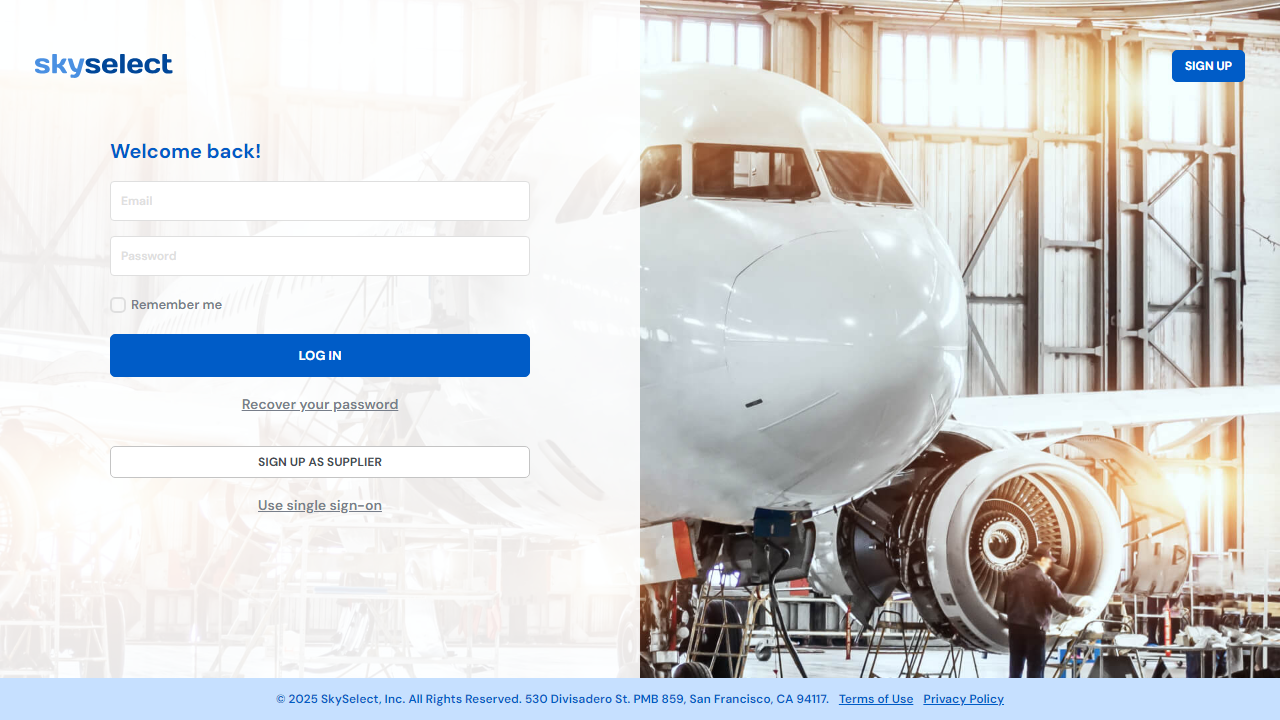 skyselect
SIGN UP
Welcome back!
Email
Password
Remember me
LOG IN
Recover your password
SIGN UP AS SUPPLIER
Use single sign-on
© 2025 SkySelect, Inc. All Rights Reserved. 530 Divisadero St. PMB 859, San Francisco, CA 94117. Terms of Use Privacy Policy